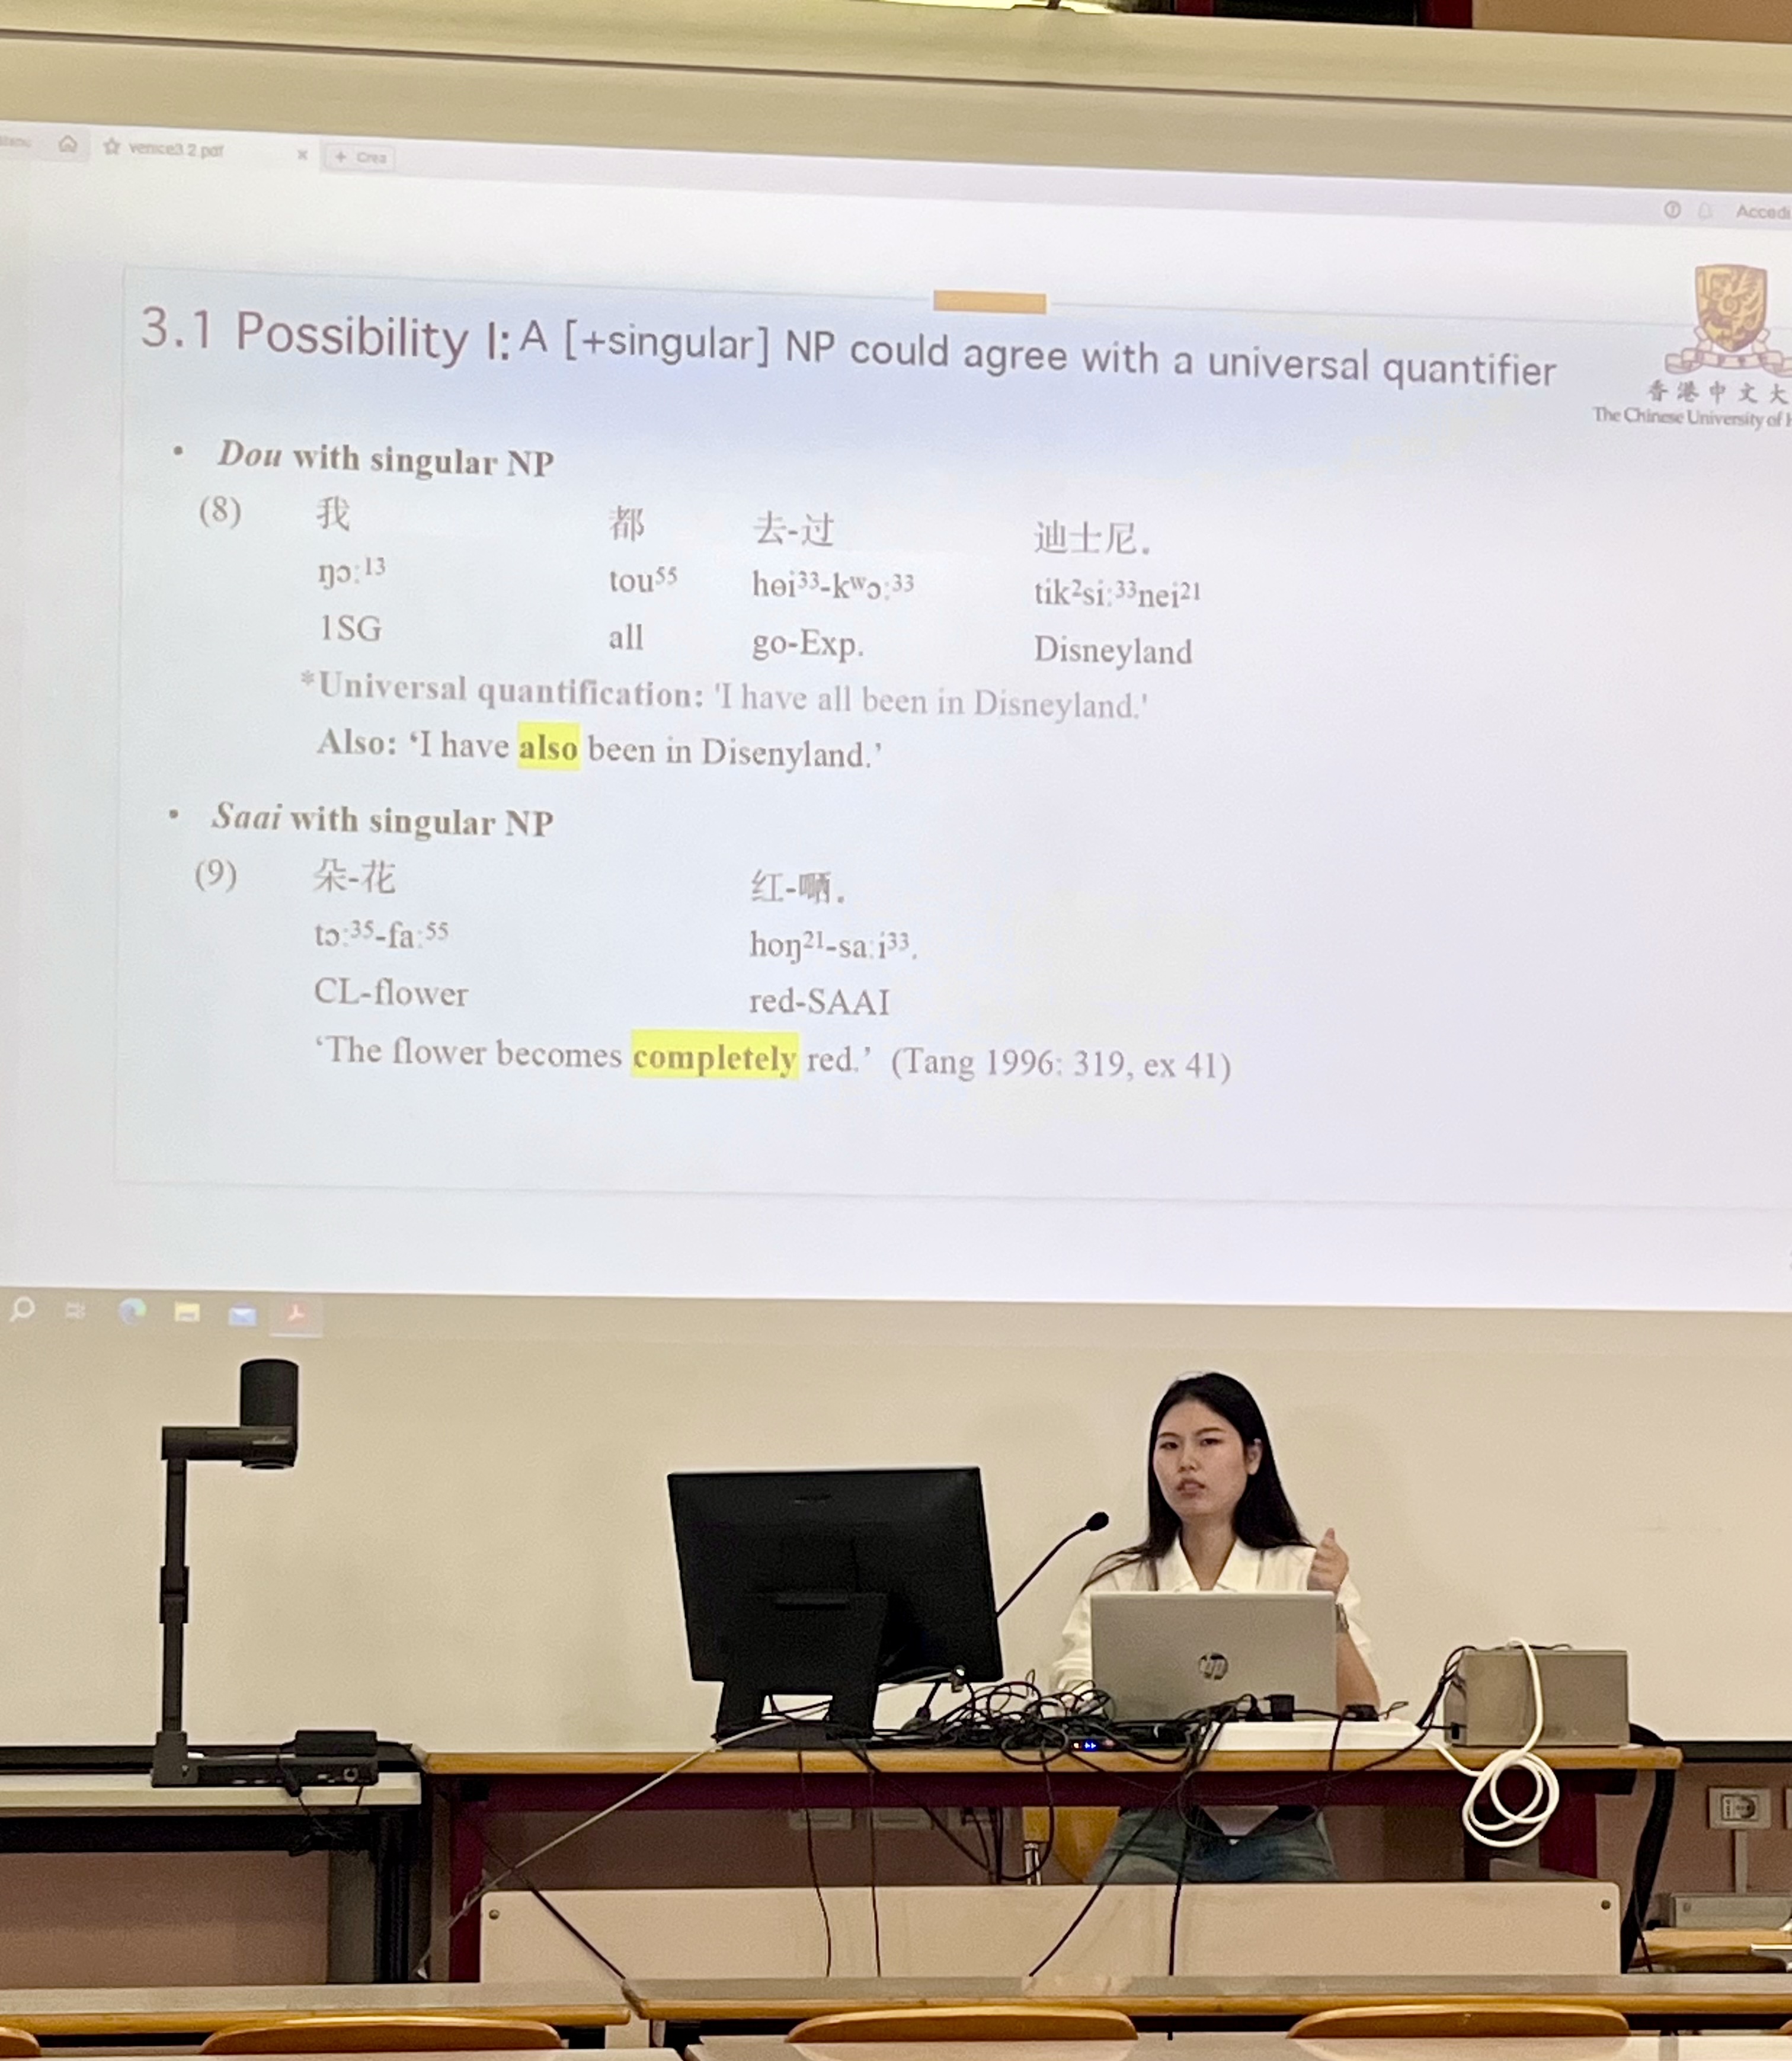 venice3 2.pdf
+ Crea
Accedi
3.1 Possibility I: A [+singular] NP could agree with a universal quantifier
香港中文大
The Chinese University of H
• Dou with singular NP
(8) 我 都 去-过 迪士尼.
ŋɔː¹³ tou⁵⁵ hɵi³³-kʷɔː³³ tik²siː³³nei²¹
1SG all go-Exp. Disneyland
*Universal quantification: 'I have all been in Disneyland.'
Also: ‘I have also been in Disenyland.’
• Saai with singular NP
(9) 朵-花 红-嗮.
tɔː³⁵-faː⁵⁵ hoŋ²¹-saːi³³.
CL-flower red-SAAI
‘The flower becomes completely red.’ (Tang 1996: 319, ex 41)
hp